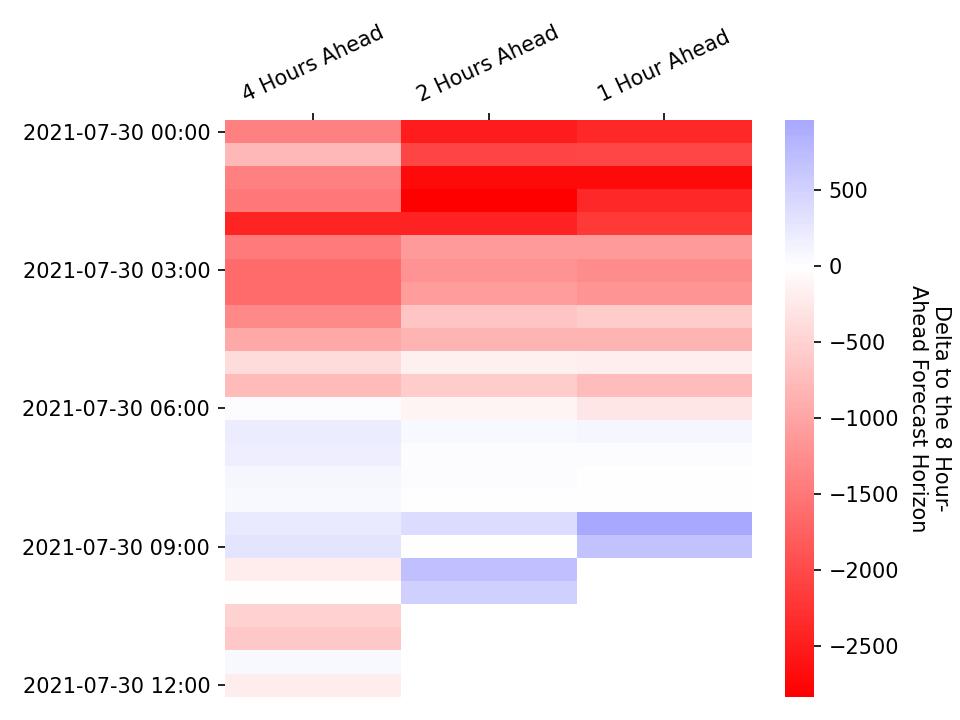 4 Hours Ahead
2 Hours Ahead
1 Hour Ahead
2021-07-30 00:00
2021-07-30 03:00
2021-07-30 06:00
2021-07-30 09:00
2021-07-30 12:00
500
0
−500
−1000
−1500
−2000
−2500
Delta to the 8 Hour-
Ahead Forecast Horizon